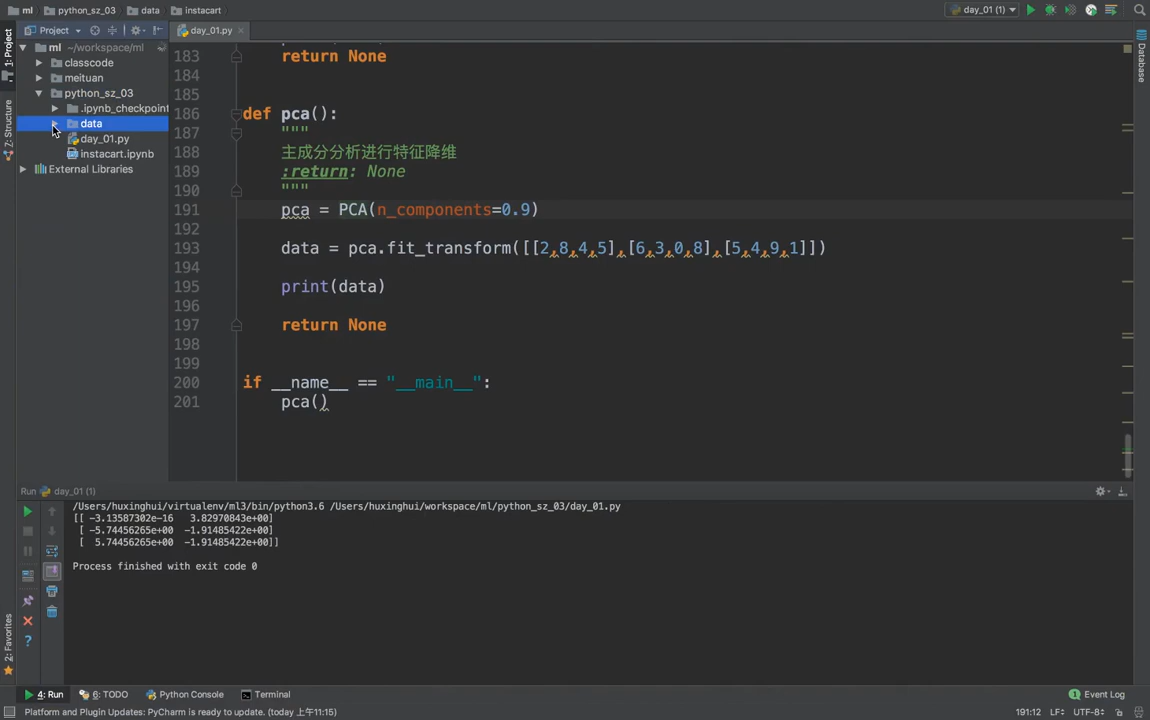 ml
python_sz_03
data
instacart
day_01 (1)
Project
day_01.py
1: Project
Z: Structure
2: Favorites
Database
ml ~/workspace/ml
classcode
meituan
python_sz_03
.ipynb_checkpoint
data
day_01.py
instacart.ipynb
External Libraries
183 return None
184
185
186 def pca():
187 """
188 主成分分析进行特征降维
189 :return: None
190 """
191 pca = PCA(n_components=0.9)
192
193 data = pca.fit_transform([[2,8,4,5],[6,3,0,8],[5,4,9,1]])
194
195 print(data)
196
197 return None
198
199
200 if __name__ == "__main__":
201 pca()
Run day_01 (1)
/Users/huxinghui/virtualenv/ml3/bin/python3.6 /Users/huxinghui/workspace/ml/python_sz_03/day_01.py
[[ -3.13587302e-16 3.82970843e+00]
[ -5.74456265e+00 -1.91485422e+00]
[ 5.74456265e+00 -1.91485422e+00]]
Process finished with exit code 0
4: Run
6: TODO
Python Console
Terminal
1 Event Log
Platform and Plugin Updates: PyCharm is ready to update. (today 上午11:15)
191:12 LF÷ UTF-8÷